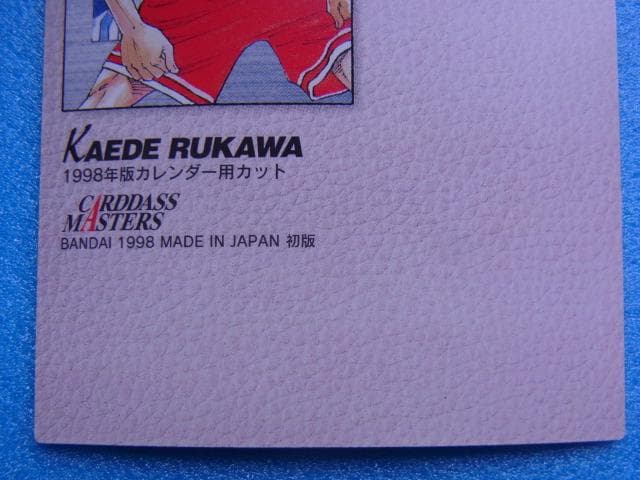 KAEDE RUKAWA
1998年版カレンダー用カット
CARDDASS
MASTERS
BANDAI 1998 MADE IN JAPAN 初版